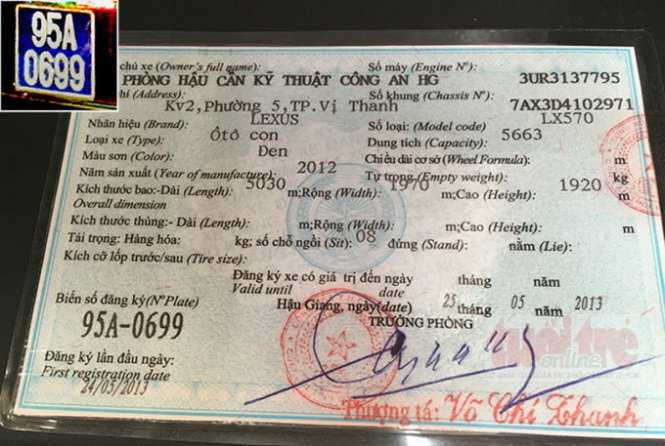 95A
0699
chủ xe (Owner's full name): Số máy (Engine Nº):
PHÒNG HẬU CẦN KỸ THUẬT CÔNG AN HG 3UR3137795
hỉ (Address): Số khung (Chassis Nº):
Kv2,Phường 5,TP.Vị Thanh 7AX3D4102971
Nhãn hiệu (Brand): LEXUS Số loại: (Model code) LX570
Loại xe (Type): Ôtô con Dung tích (Capacity): 5663
Màu sơn (Color): Đen Chiều dài cơ sở (Wheel Formula): m
Năm sản xuất (Year of manufacture): 2012 Tự trọng (Empty weight): kg
Kích thước bao:-Dài (Length): 5030 m;Rộng (Width): 1970 m;Cao (Height): 1920 m
Overall dimension
Kích thước thùng:- Dài (Length): m;Rộng (Width): m;Cao (Height): m
Tải trọng: Hàng hóa: kg; số chỗ ngồi (Sit): 08 đứng (Stand): nằm (Lie):
Kích cỡ lốp trước/sau (Tire size):
Đăng ký xe có giá trị đến ngày tháng năm
Valid until date
Biển số đăng ký(Nº Plate) Hậu Giang, ngày(date) 25 tháng 05 năm 2013
95A-0699 TRƯỞNG PHÒNG
tuổi trẻ
online
Đăng ký lần đầu ngày:
First registration date
24/05/2013
Thượng tá: Võ Chí Thanh